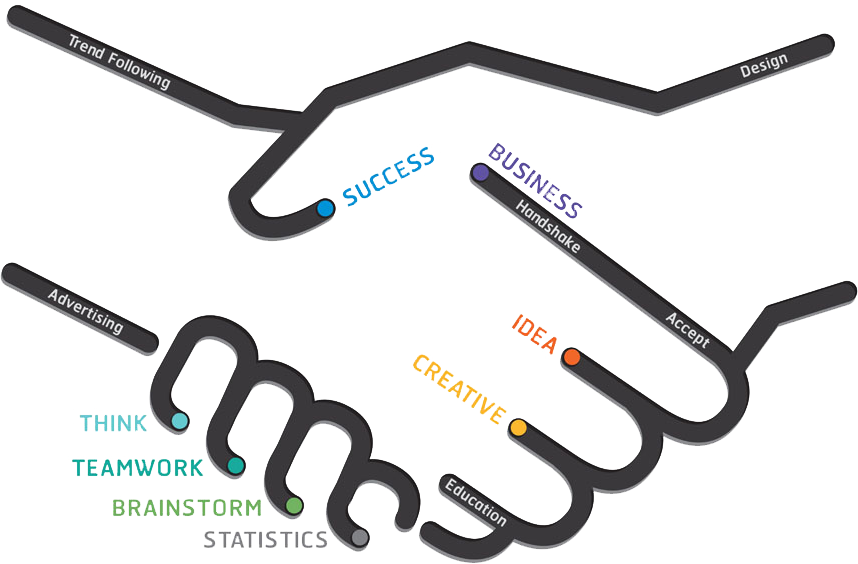 Trend Following
Design
SUCCESS
BUSINESS
Handshake
Advertising
Accept
IDEA
CREATIVE
THINK
TEAMWORK
BRAINSTORM
Education
STATISTICS